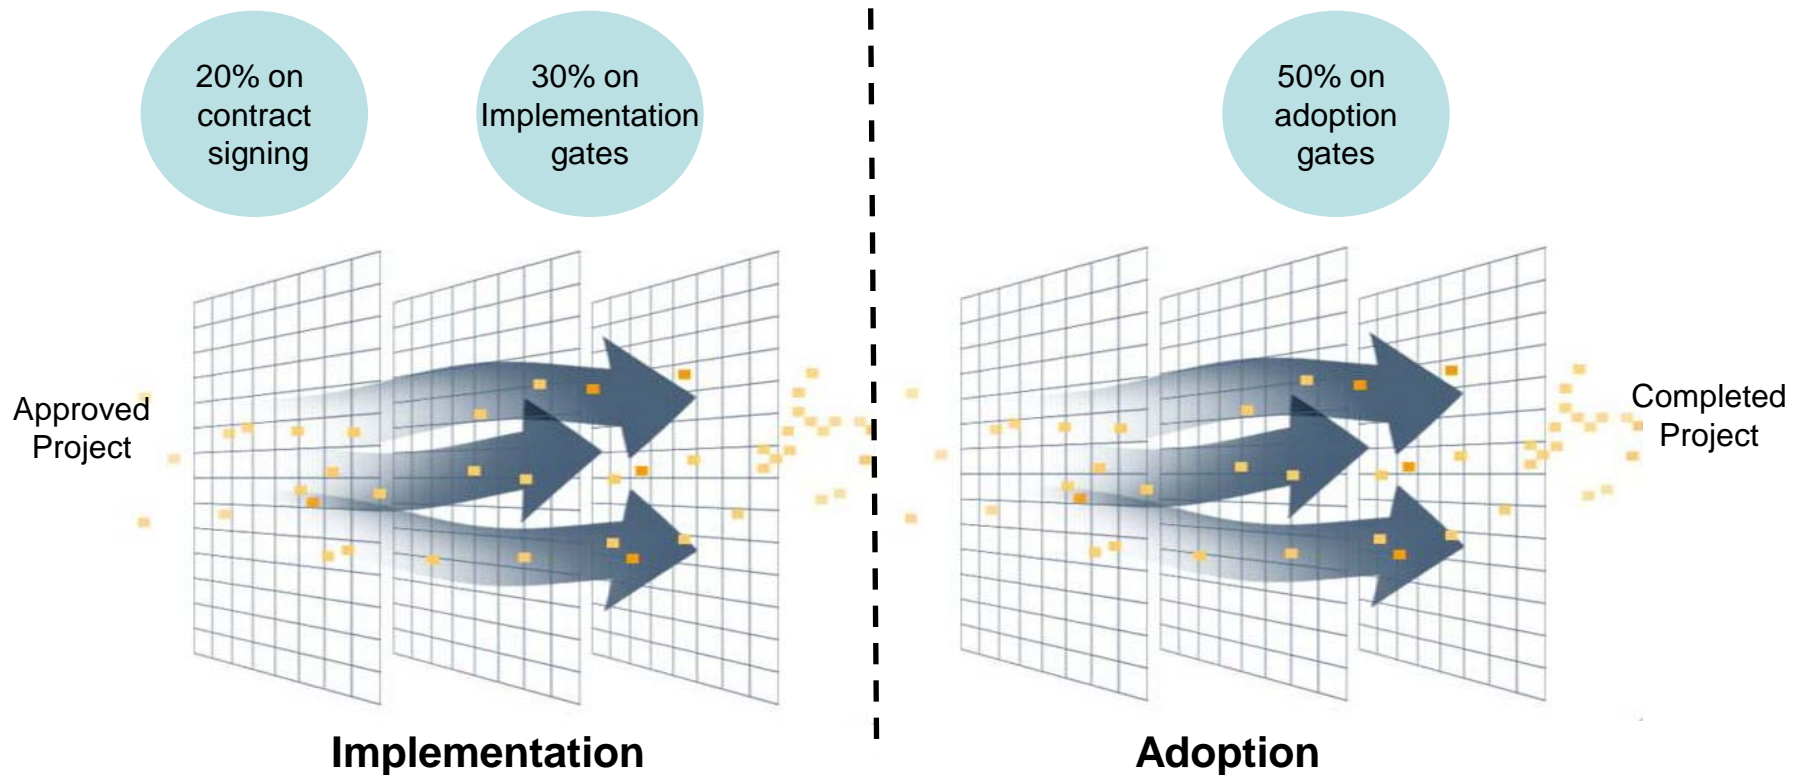 20% on
contract
signing
30% on
Implementation
gates
50% on
adoption
gates
Approved
Project
Completed
Project
Implementation
Adoption